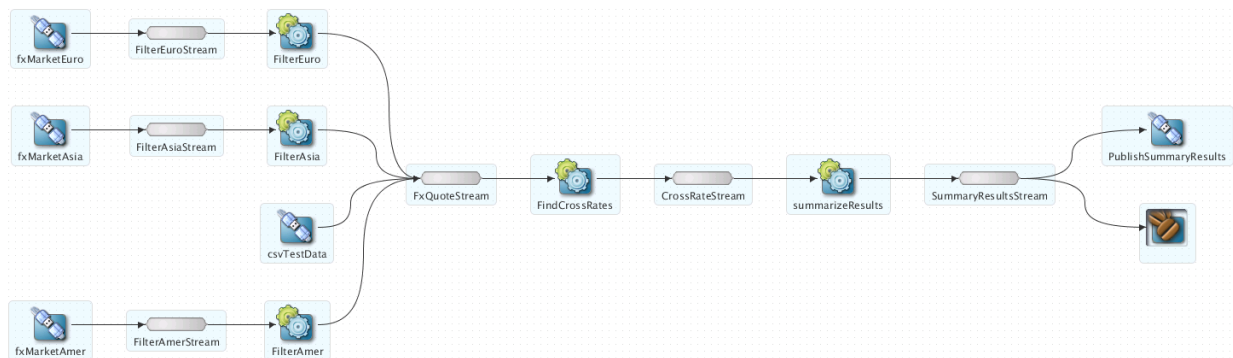 fxMarketEuro
FilterEuroStream
FilterEuro
fxMarketAsia
FilterAsiaStream
FilterAsia
FxQuoteStream
FindCrossRates
CrossRateStream
summarizeResults
SummaryResultsStream
PublishSummaryResults
csvTestData
fxMarketAmer
FilterAmerStream
FilterAmer